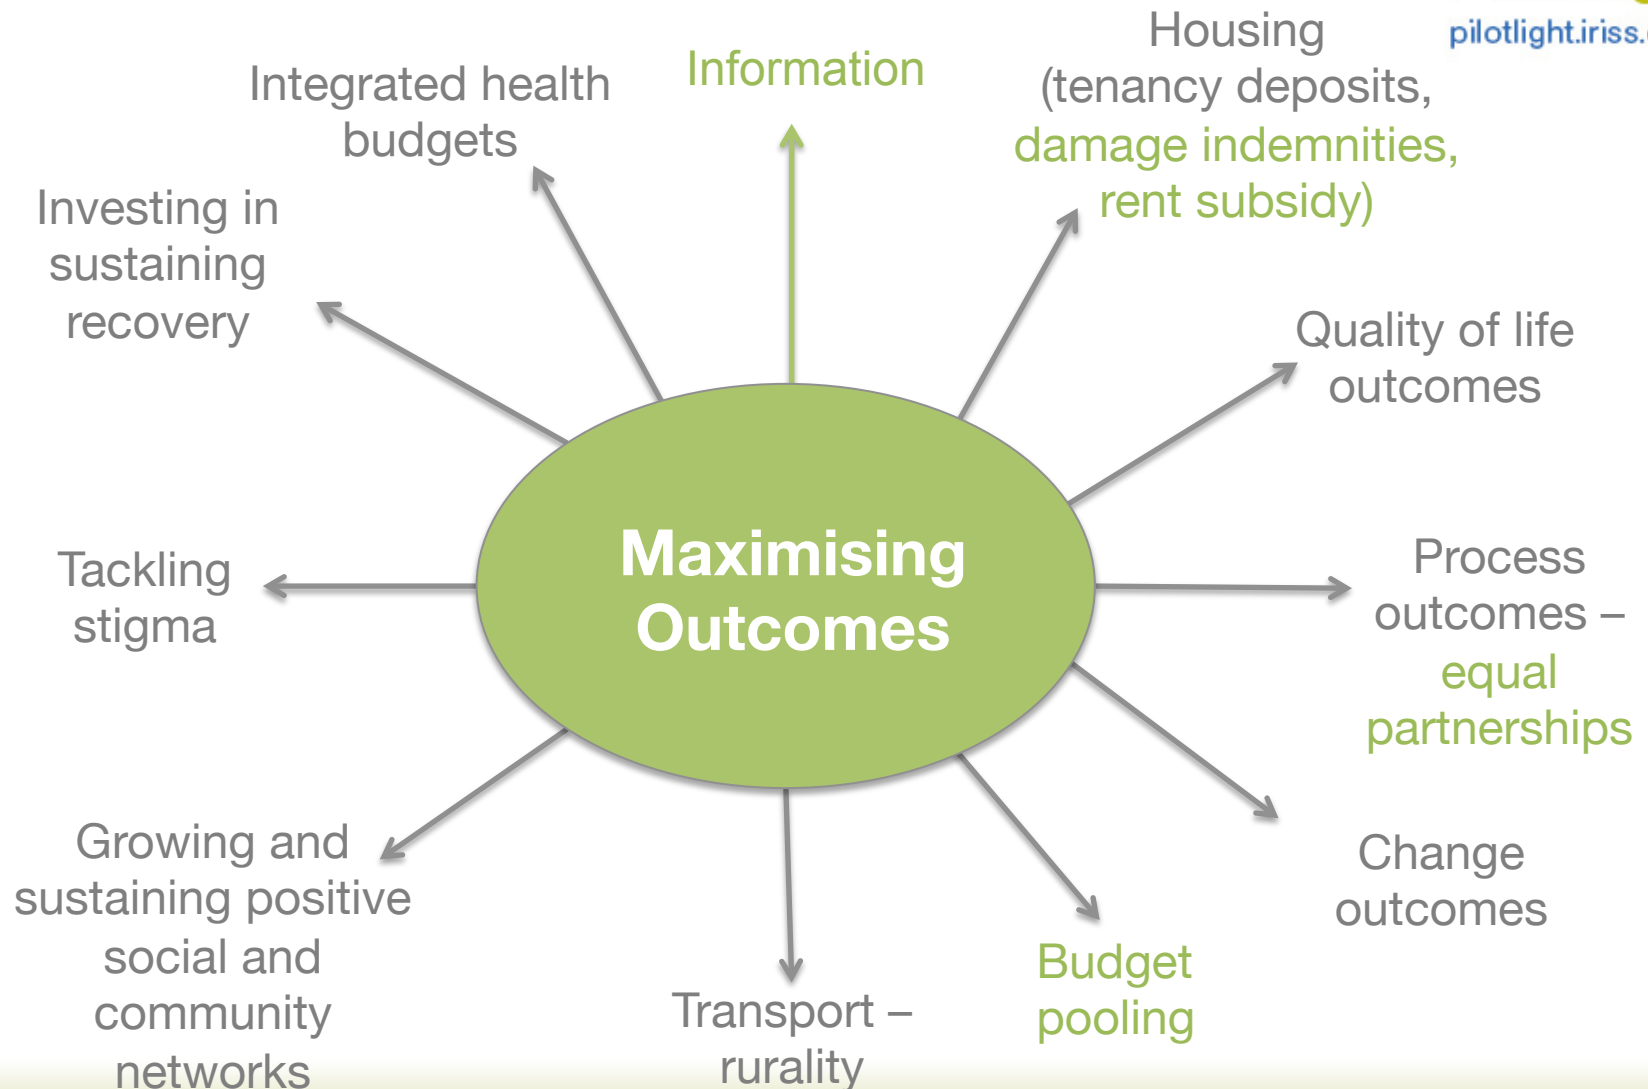 pilotlight.iriss.
Information
Housing
(tenancy deposits,
damage indemnities,
rent subsidy)
Integrated health
budgets
Investing in
sustaining
recovery
Quality of life
outcomes
Maximising
Outcomes
Tackling
stigma
Process
outcomes –
equal
partnerships
Growing and
sustaining positive
social and
community
networks
Change
outcomes
Budget
pooling
Transport –
rurality